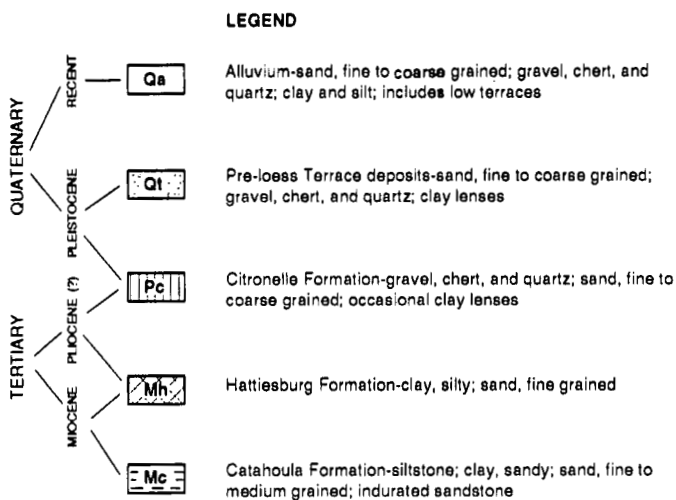 LEGEND
QUATERNARY
RECENT
Qa
Alluvium-sand, fine to coarse grained; gravel, chert, and
quartz; clay and silt; includes low terraces
PLEISTOCENE
Qt
Pre-loess Terrace deposits-sand, fine to coarse grained;
gravel, chert, and quartz; clay lenses
TERTIARY
PLIOCENE (?)
Pc
Citronelle Formation-gravel, chert, and quartz; sand, fine to
coarse grained; occasional clay lenses
MIOCENE
Mh
Hattiesburg Formation-clay, silty; sand, fine grained
Mc
Catahoula Formation-siltstone; clay, sandy; sand, fine to
medium grained; indurated sandstone